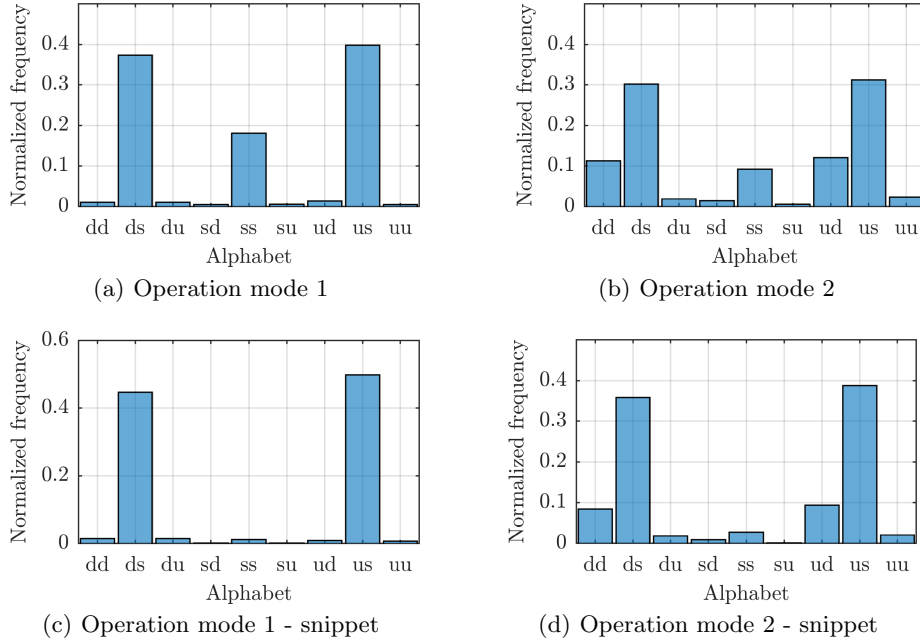 Normalized frequency
0.4
0.3
0.2
0.1
0
dd ds du sd ss su ud us uu
Alphabet
(a) Operation mode 1
Normalized frequency
0.4
0.3
0.2
0.1
0
dd ds du sd ss su ud us uu
Alphabet
(b) Operation mode 2
Normalized frequency
0.6
0.4
0.2
0
dd ds du sd ss su ud us uu
Alphabet
(c) Operation mode 1 - snippet
Normalized frequency
0.4
0.3
0.2
0.1
0
dd ds du sd ss su ud us uu
Alphabet
(d) Operation mode 2 - snippet